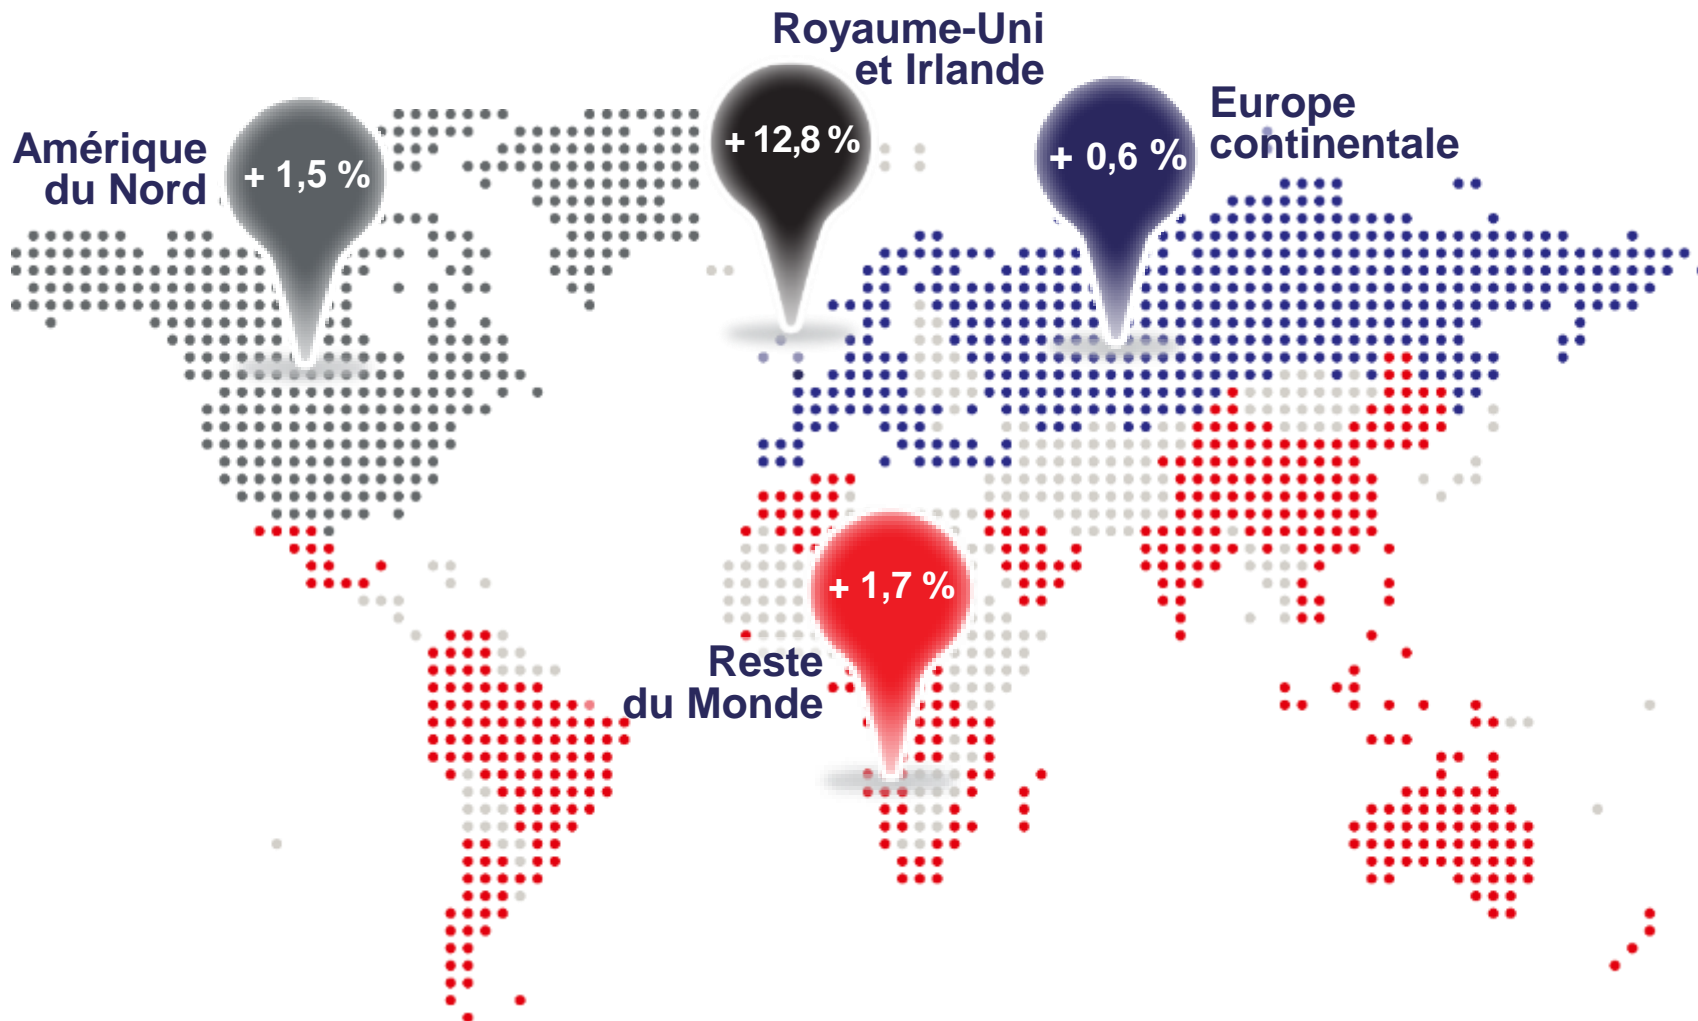 Royaume-Uni
et Irlande
+ 12,8 %
Europe
continentale
+ 0,6 %
Amérique
du Nord
+ 1,5 %
+ 1,7 %
Reste
du Monde